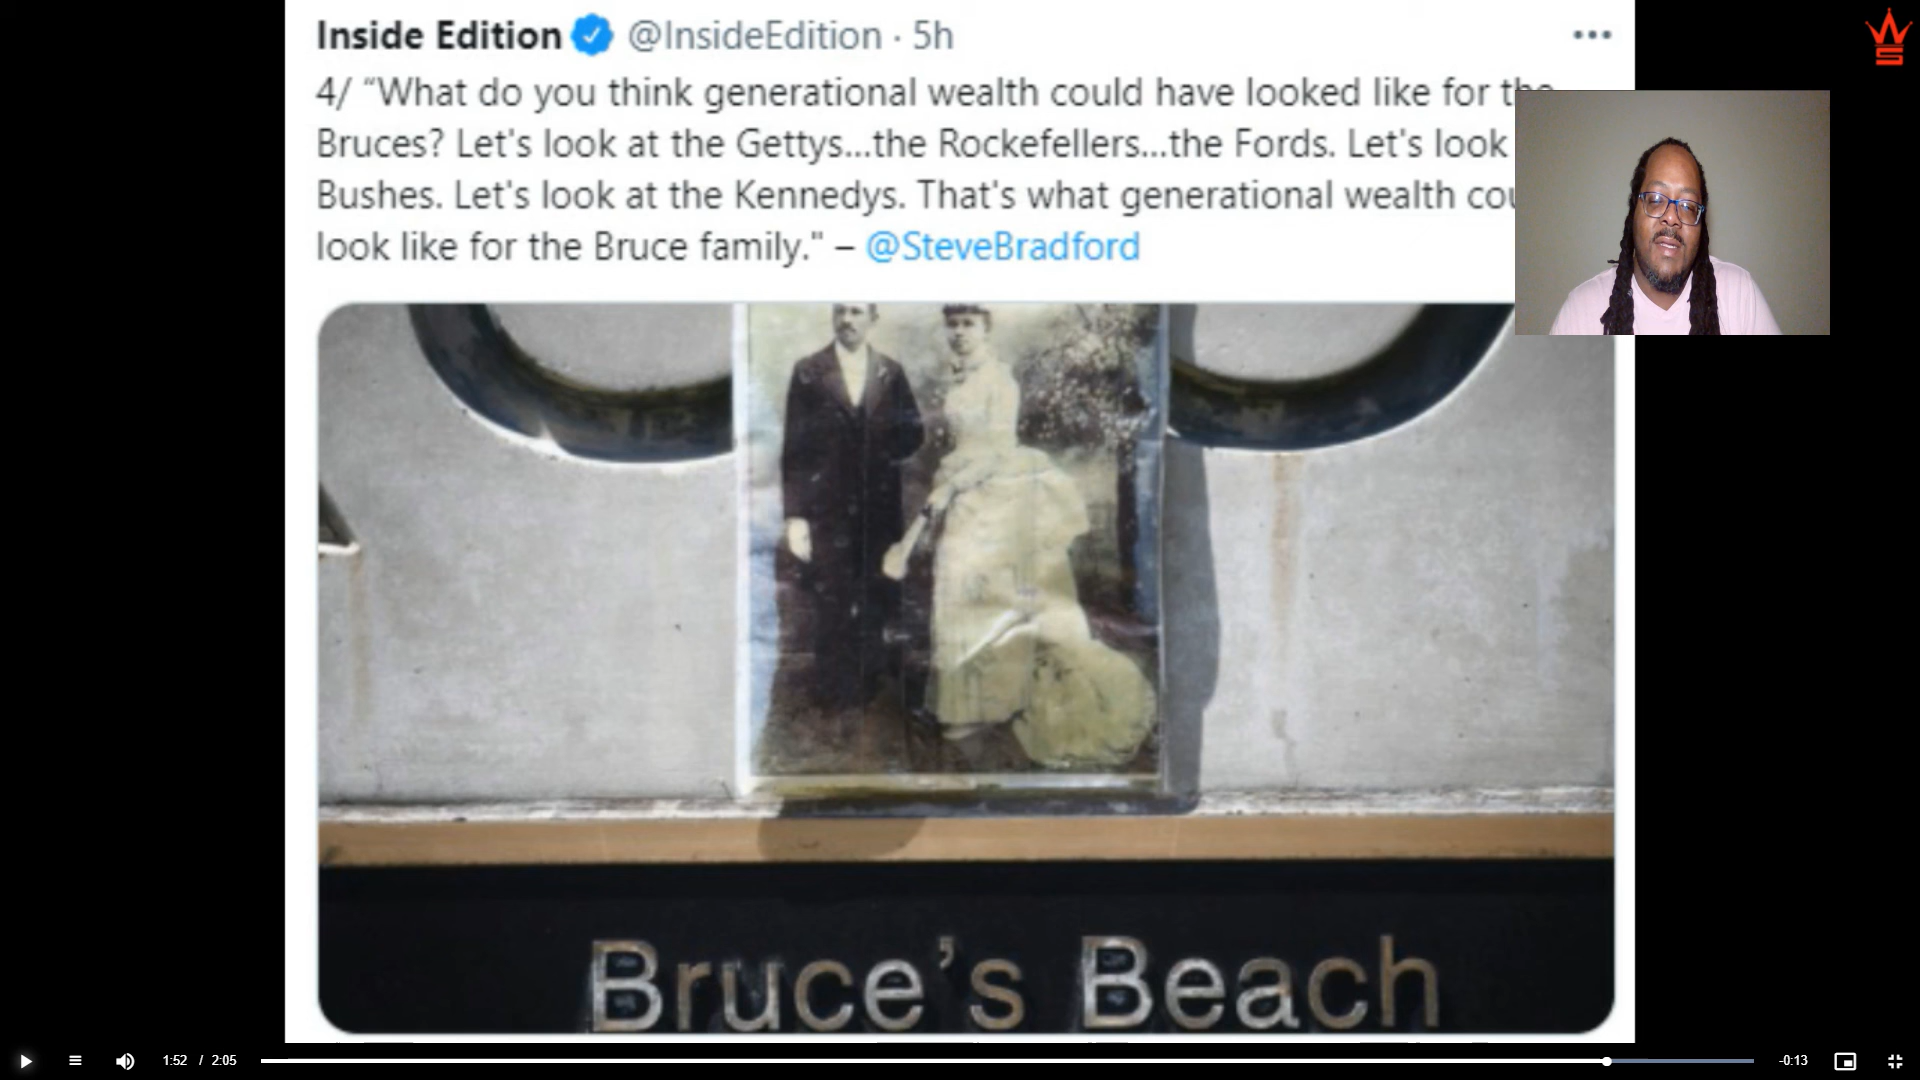 Inside Edition @InsideEdition · 5h
4/ “What do you think generational wealth could have looked like for the
Bruces? Let's look at the Gettys...the Rockefellers...the Fords. Let's look
Bushes. Let's look at the Kennedys. That's what generational wealth
look like for the Bruce family." – @SteveBradford
Bruce’s Beach
1:52 / 2:05
-0:13